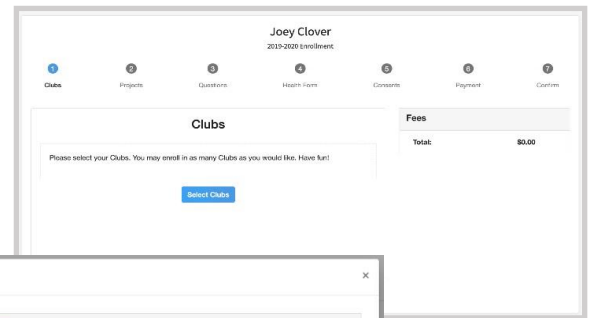 Joey Clover
2019-2020 Enrollment
1 2 3 4 5 6 7
Clubs Projects Questions Health Form Consents Payment Confirm
Clubs
Please select your Clubs. You may enroll in as many Clubs as you would like. Have fun!
Select Clubs
Fees
Total: $0.00
×